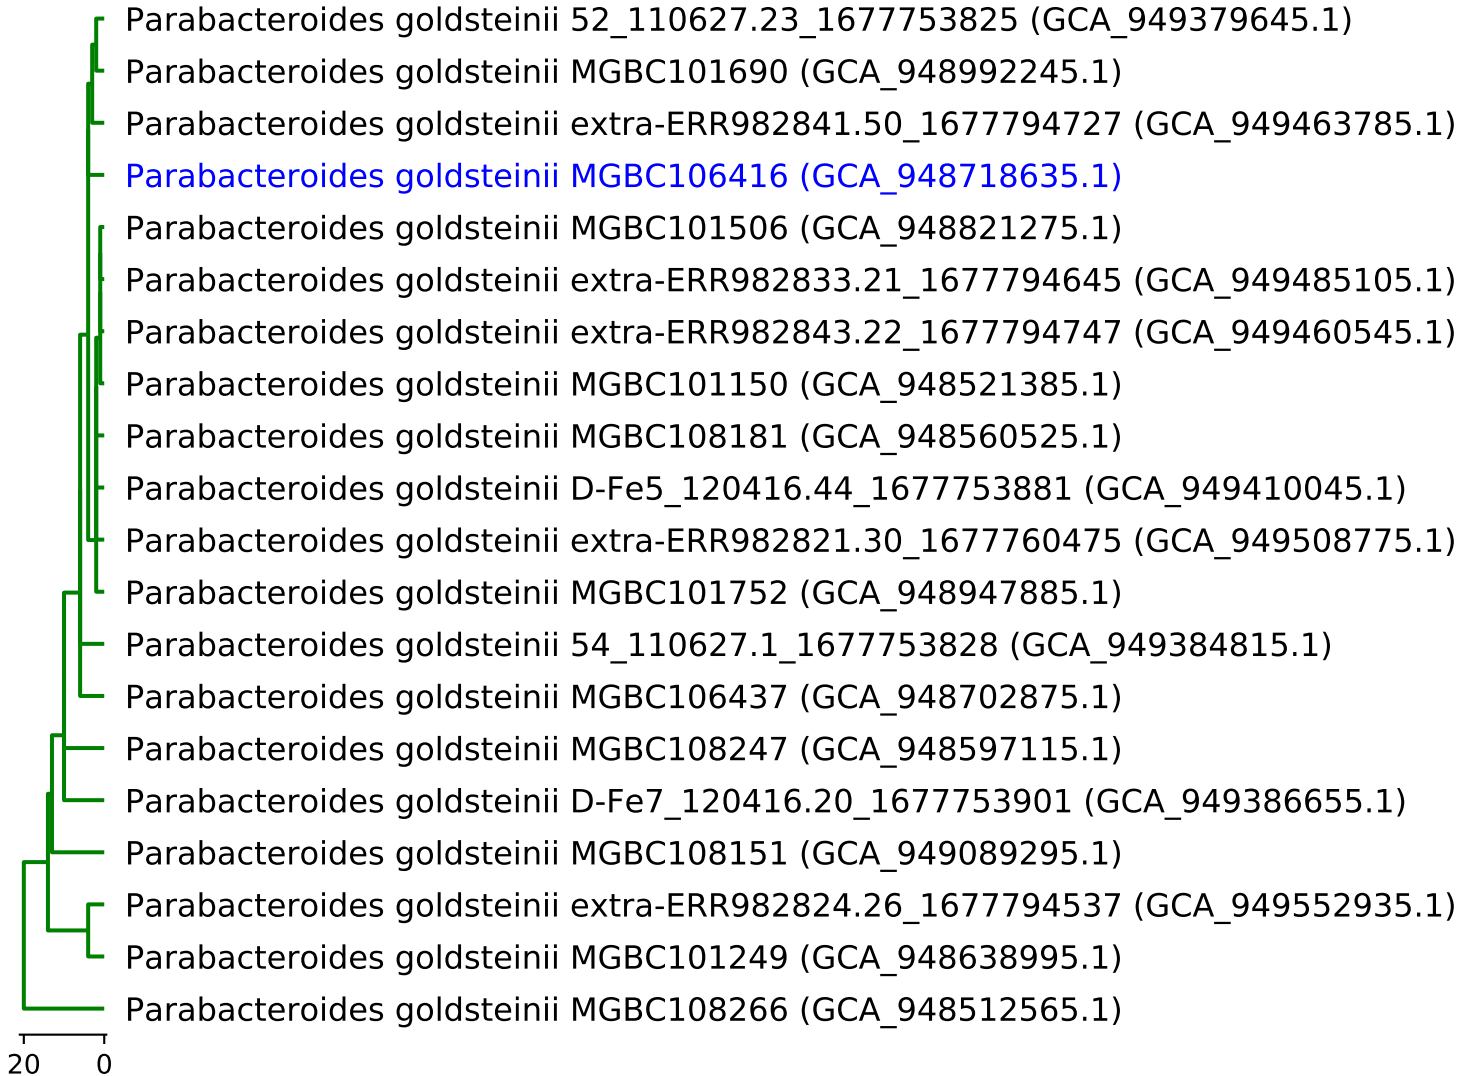 Parabacteroides goldsteinii 52_110627.23_1677753825 (GCA_949379645.1)
Parabacteroides goldsteinii MGBC101690 (GCA_948992245.1)
Parabacteroides goldsteinii extra-ERR982841.50_1677794727 (GCA_949463785.1)
Parabacteroides goldsteinii MGBC106416 (GCA_948718635.1)
Parabacteroides goldsteinii MGBC101506 (GCA_948821275.1)
Parabacteroides goldsteinii extra-ERR982833.21_1677794645 (GCA_949485105.1)
Parabacteroides goldsteinii extra-ERR982843.22_1677794747 (GCA_949460545.1)
Parabacteroides goldsteinii MGBC101150 (GCA_948521385.1)
Parabacteroides goldsteinii MGBC108181 (GCA_948560525.1)
Parabacteroides goldsteinii D-Fe5_120416.44_1677753881 (GCA_949410045.1)
Parabacteroides goldsteinii extra-ERR982821.30_1677760475 (GCA_949508775.1)
Parabacteroides goldsteinii MGBC101752 (GCA_948947885.1)
Parabacteroides goldsteinii 54_110627.1_1677753828 (GCA_949384815.1)
Parabacteroides goldsteinii MGBC106437 (GCA_948702875.1)
Parabacteroides goldsteinii MGBC108247 (GCA_948597115.1)
Parabacteroides goldsteinii D-Fe7_120416.20_1677753901 (GCA_949386655.1)
Parabacteroides goldsteinii MGBC108151 (GCA_949089295.1)
Parabacteroides goldsteinii extra-ERR982824.26_1677794537 (GCA_949552935.1)
Parabacteroides goldsteinii MGBC101249 (GCA_948638995.1)
Parabacteroides goldsteinii MGBC108266 (GCA_948512565.1)
20 0